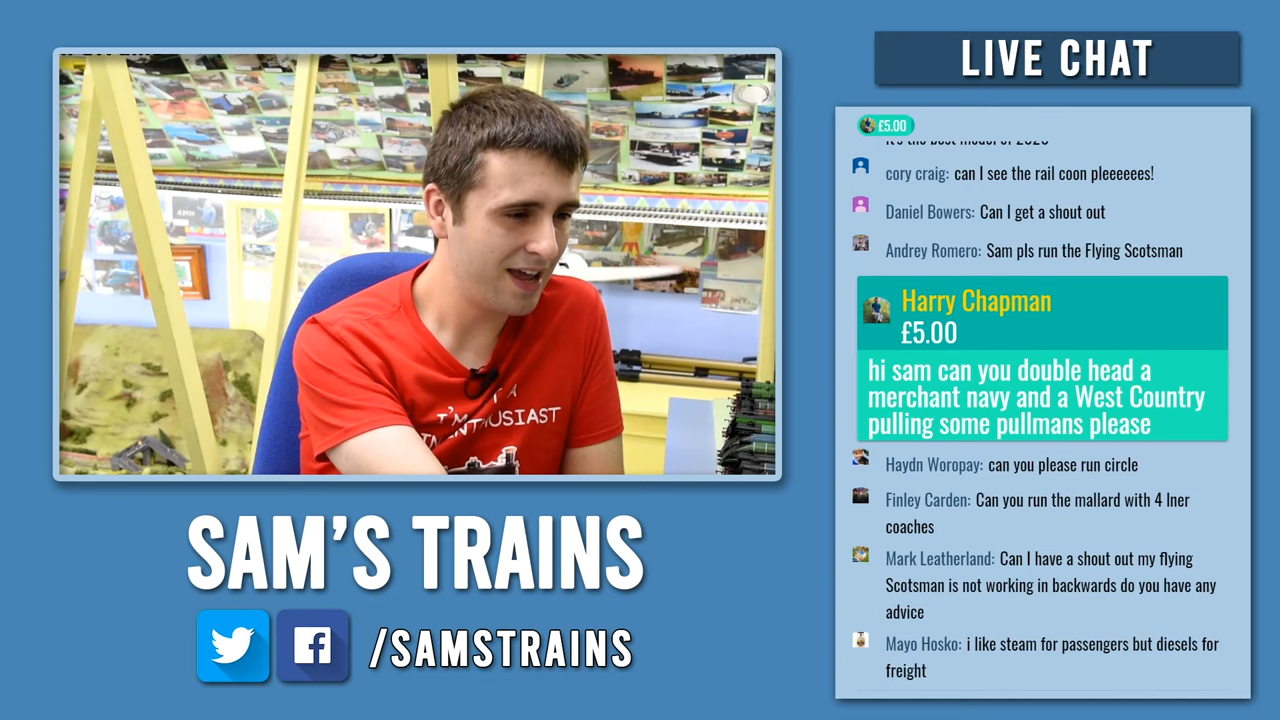 LIVE CHAT
£5.00
cory craig: can I see the rail coon pleeeeees!
Daniel Bowers: Can I get a shout out
Andrey Romero: Sam pls run the Flying Scotsman
Harry Chapman
£5.00
hi sam can you double head a
merchant navy and a West Country
pulling some pullmans please
Haydn Woropay: can you please run circle
Finley Carden: Can you run the mallard with 4 lner
coaches
Mark Leatherland: Can I have a shout out my flying
Scotsman is not working in backwards do you have any
advice
Mayo Hosko: i like steam for passengers but diesels for
freight
A
I'M
ENTHUSIAST
SAM'S TRAINS
/SAMSTRAINS